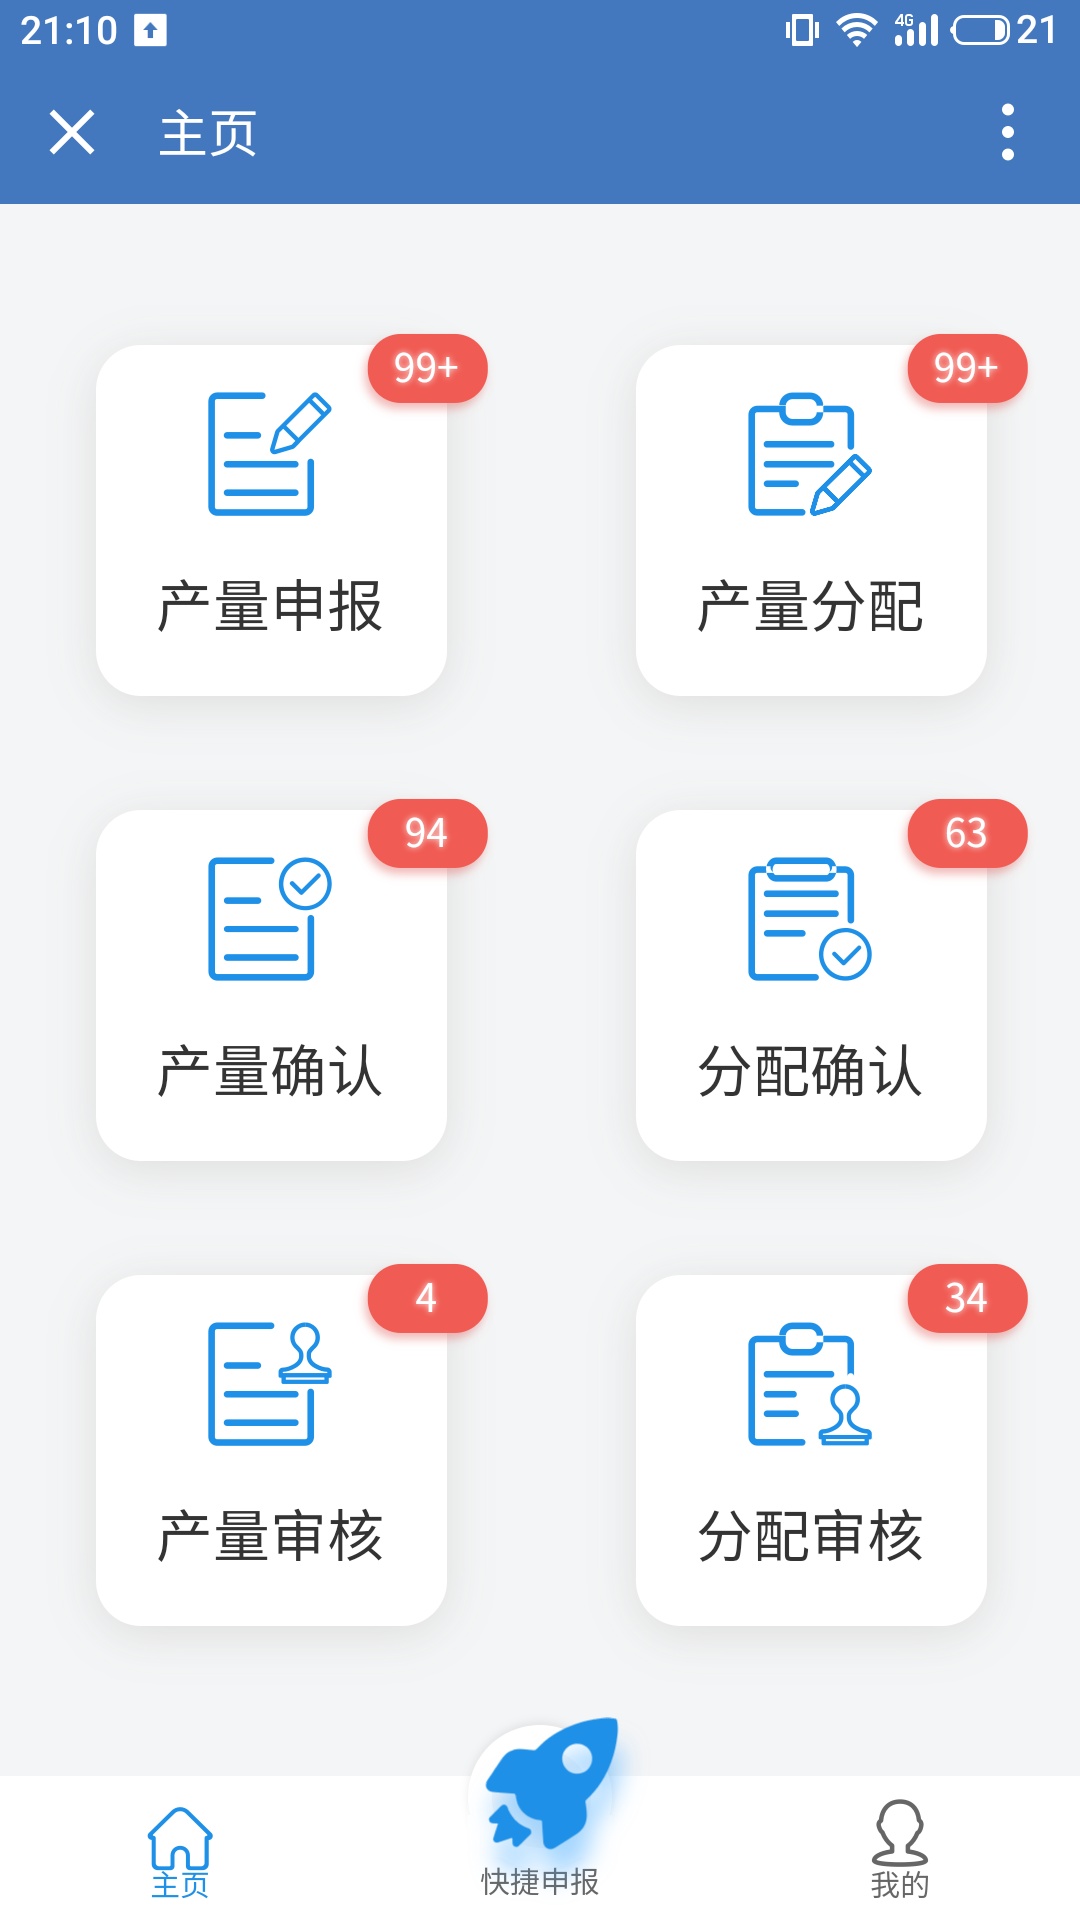 21:10 4G 21
主页
99+ 99+
产量申报 产量分配
94 63
产量确认 分配确认
4 34
产量审核 分配审核
主页 快捷申报 我的